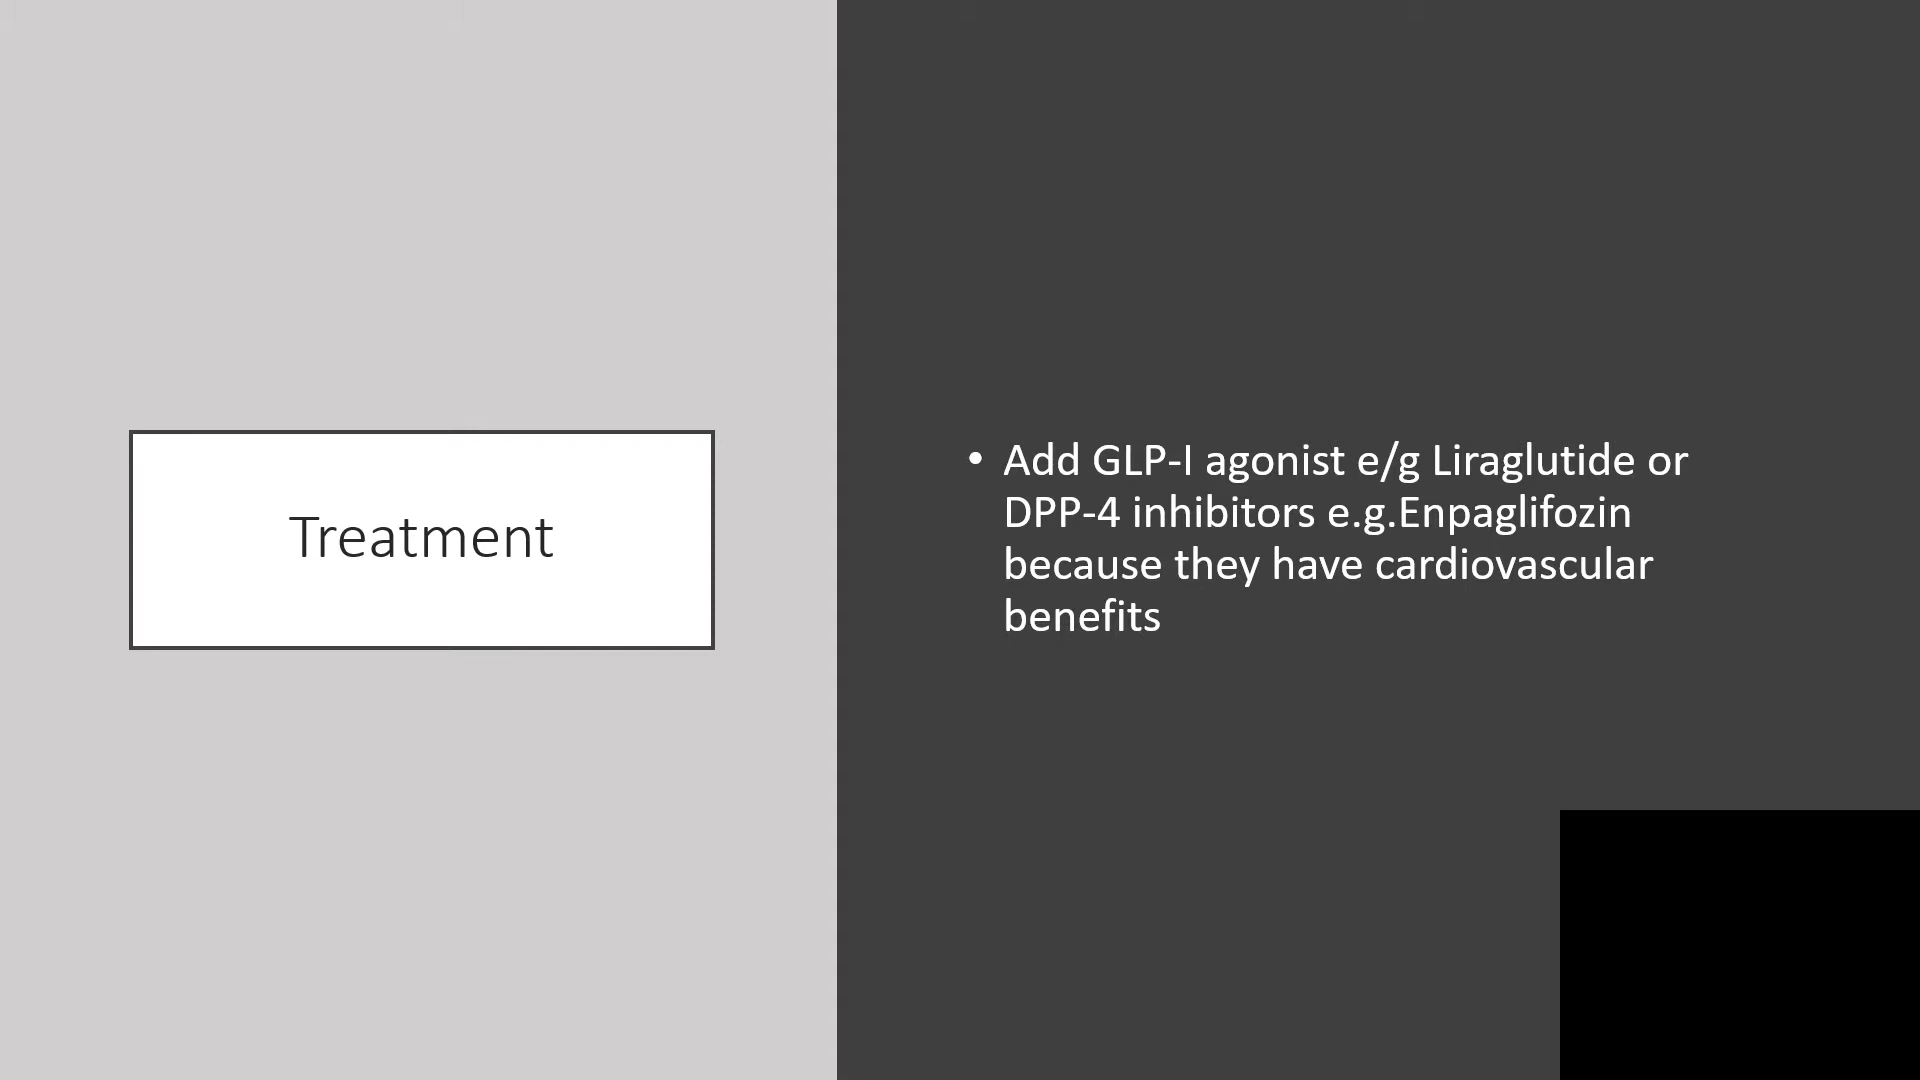 Treatment
• Add GLP-I agonist e/g Liraglutide or
DPP-4 inhibitors e.g.Enpaglifozin
because they have cardiovascular
benefits